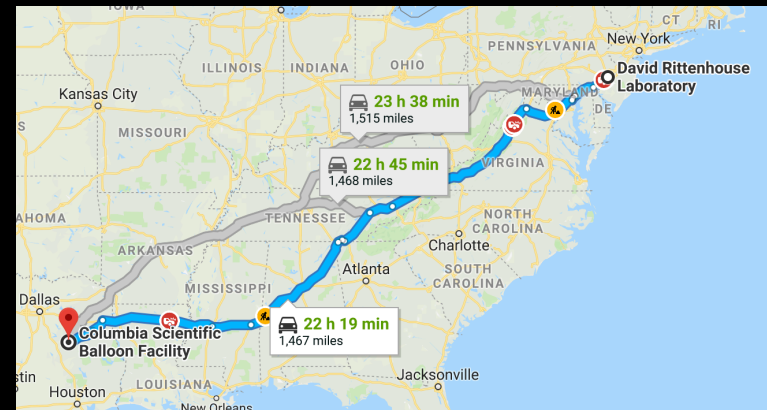 IOWA
PENNSYLVANIA
CT
RI
New York
OHIO
ILLINOIS
INDIANA
David Rittenhouse
Laboratory
MARYLAND
DE
Kansas City
23 h 38 min
1,515 miles
MISSOURI
22 h 45 min
1,468 miles
VIRGINIA
AHOMA
TENNESSEE
NORTH
CAROLINA
Charlotte
ARKANSAS
Atlanta
SOUTH
CAROLINA
MISSISSIPPI
Dallas
22 h 19 min
1,467 miles
Columbia Scientific
Balloon Facility
stin
LOUISIANA
Jacksonville
Houston
New Orleans